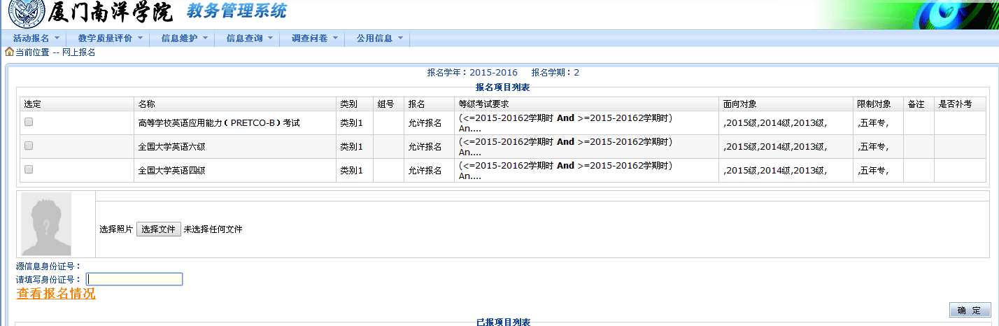 厦门南洋学院 教务管理系统
活动报名 教学质量评价 信息维护 信息查询 调查问卷 公用信息
当前位置 -- 网上报名
报名学年：2015-2016 报名学期：2
报名项目列表
选定 名称 类别 组号 报名 等级考试要求 面向对象 限制对象 备注 是否补考
高等学校英语应用能力（PRETCO-B）考试 类别1 允许报名 (<=2015-20162学期时 And >=2015-20162学期时) An.... ,2015级,2014级,2013级, ,五年专,
全国大学英语六级 类别1 允许报名 (<=2015-20162学期时 And >=2015-20162学期时) An.... ,2015级,2014级,2013级, ,五年专,
全国大学英语四级 类别1 允许报名 (<=2015-20162学期时 And >=2015-20162学期时) An.... ,2015级,2014级,2013级, ,五年专,
选择照片 选择文件 未选择任何文件
源信息身份证号：
请填写身份证号：
查看报名情况
确 定
已报项目列表